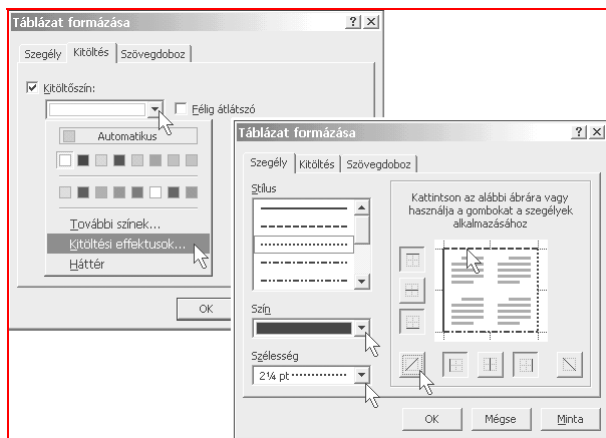 Táblázat formázása
Szegély Kitöltés Szövegdoboz
Kitöltőszín:
Félig átlátszó
Automatikus
További színek...
Kitöltési effektusok...
Háttér
OK
Táblázat formázása
Szegély Kitöltés Szövegdoboz
Stílus
Kattintson az alábbi ábrára vagy
használja a gombokat a szegélyek
alkalmazásához
Szín
Szélesség
2¼ pt
OK Mégse Minta